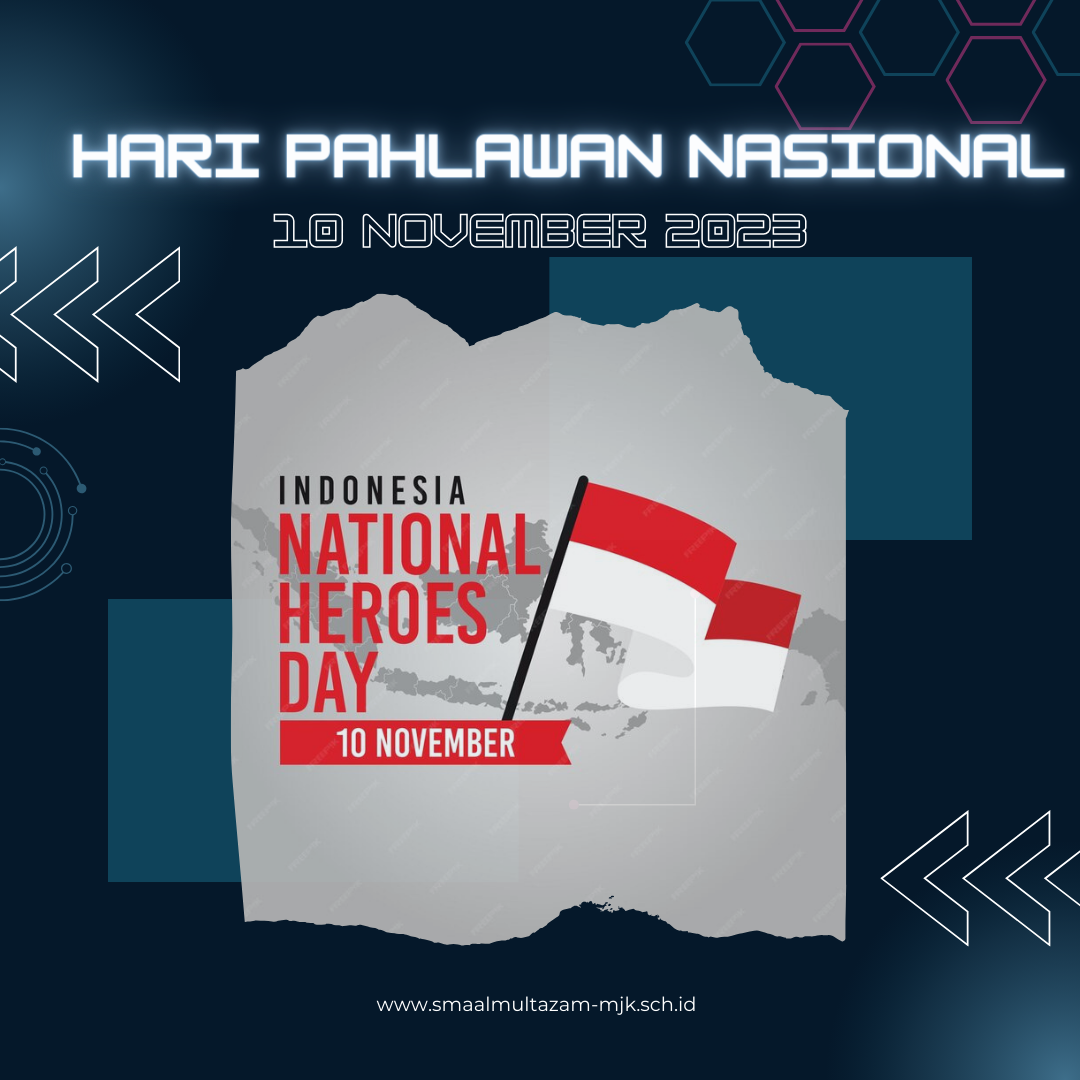 HARI PAHLAWAN NASIONAL
10 NOVEMBER 2023
INDONESIA
NATIONAL
HEROES
DAY
10 NOVEMBER
www.smaalmultazam-mjk.sch.id